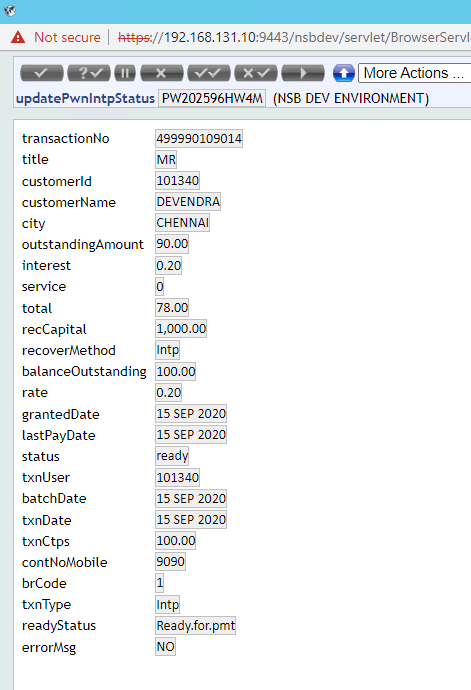 Not secure | https://192.168.131.10:9443/nsbdev/servlet/BrowserServl
More Actions ...
updatePwnIntpStatus PW202596HW4M (NSB DEV ENVIRONMENT)
transactionNo 499990109014
title MR
customerId 101340
customerName DEVENDRA
city CHENNAI
outstandingAmount 90.00
interest 0.20
service 0
total 78.00
recCapital 1,000.00
recoverMethod Intp
balanceOutstanding 100.00
rate 0.20
grantedDate 15 SEP 2020
lastPayDate 15 SEP 2020
status ready
txnUser 101340
batchDate 15 SEP 2020
txnDate 15 SEP 2020
txnCtps 100.00
contNoMobile 9090
brCode 1
txnType Intp
readyStatus Ready.for.pmt
errorMsg NO